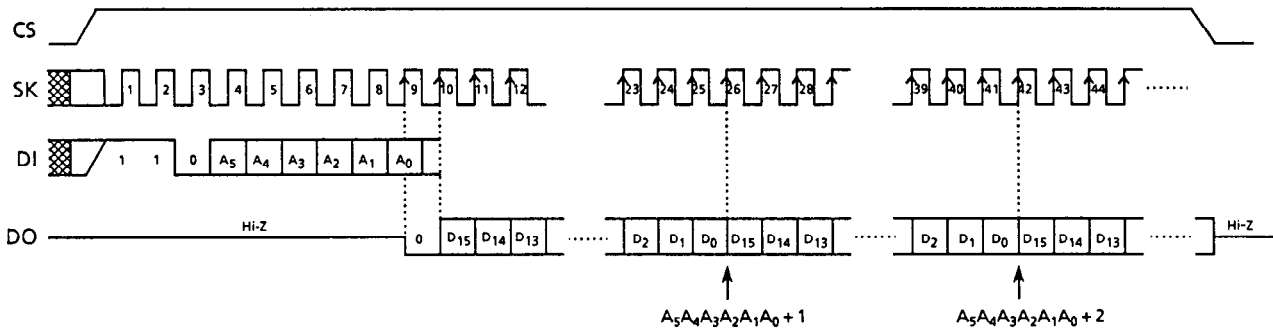 CS
SK 1 2 3 4 5 6 7 8 9 10 11 12 23 24 25 26 27 28 39 40 41 42 43 44
DI 1 1 0 A5 A4 A3 A2 A1 A0
DO Hi-Z 0 D15 D14 D13 D2 D1 D0 D15 D14 D13 D2 D1 D0 D15 D14 D13 Hi-Z
A5A4A3A2A1A0 + 1 A5A4A3A2A1A0 + 2